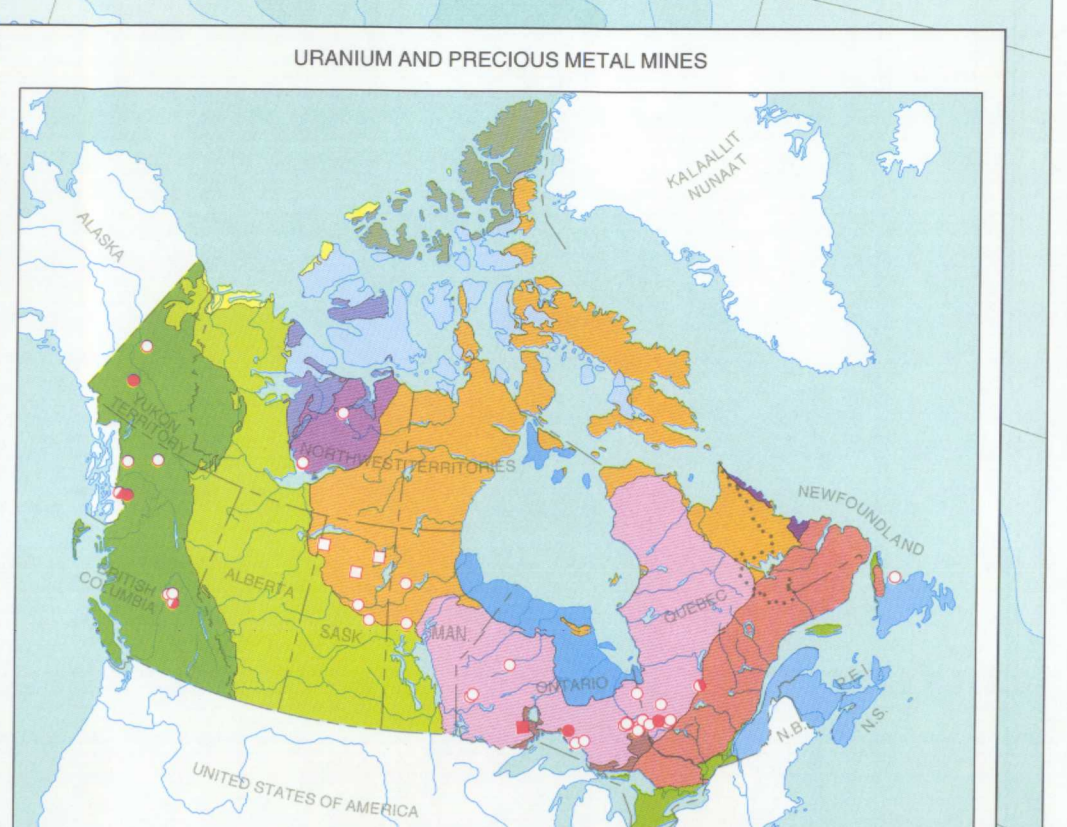 URANIUM AND PRECIOUS METAL MINES
KALAALLIT
NUNAAT
ALASKA
YUKON
TERRITORY
NORTHWEST TERRITORIES
NEWFOUNDLAND
BRITISH
COLUMBIA
ALBERTA
SASK.
MAN.
ONTARIO
QUEBEC
P.E.I.
N.B.
N.S.
UNITED STATES OF AMERICA